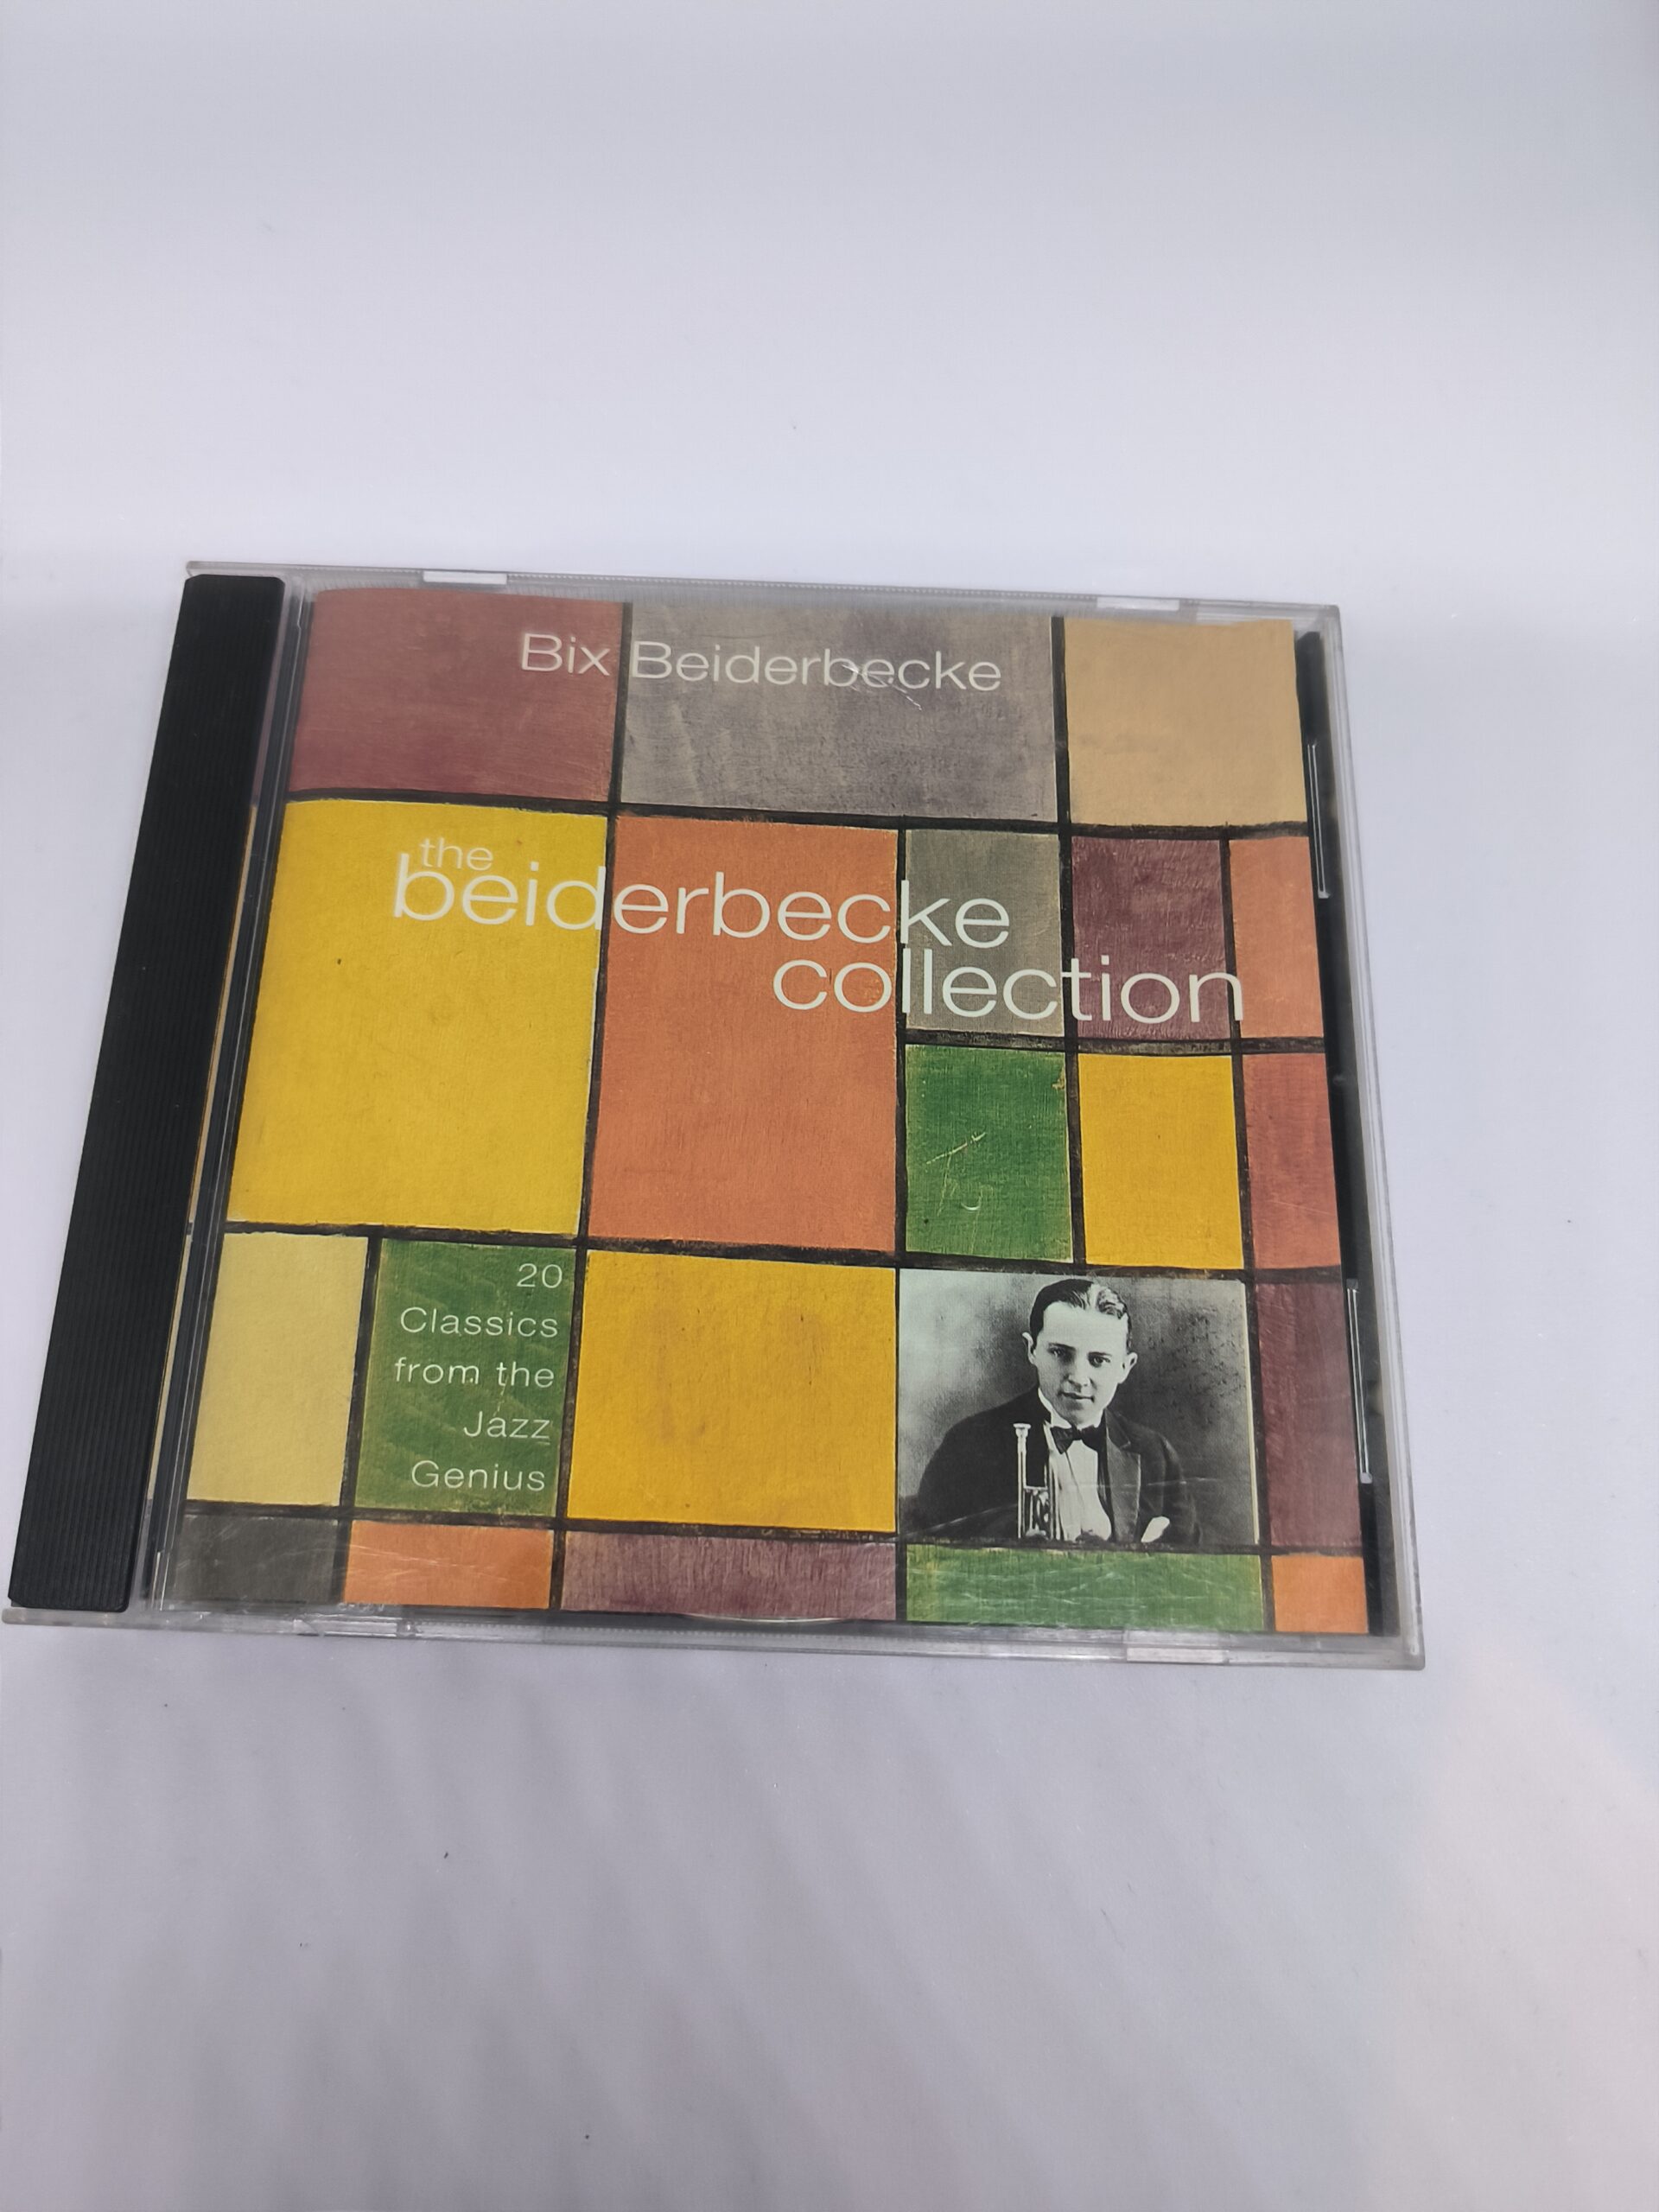 Bix Beiderbecke
the
beiderbecke
collection
20
Classics
from the
Jazz
Genius